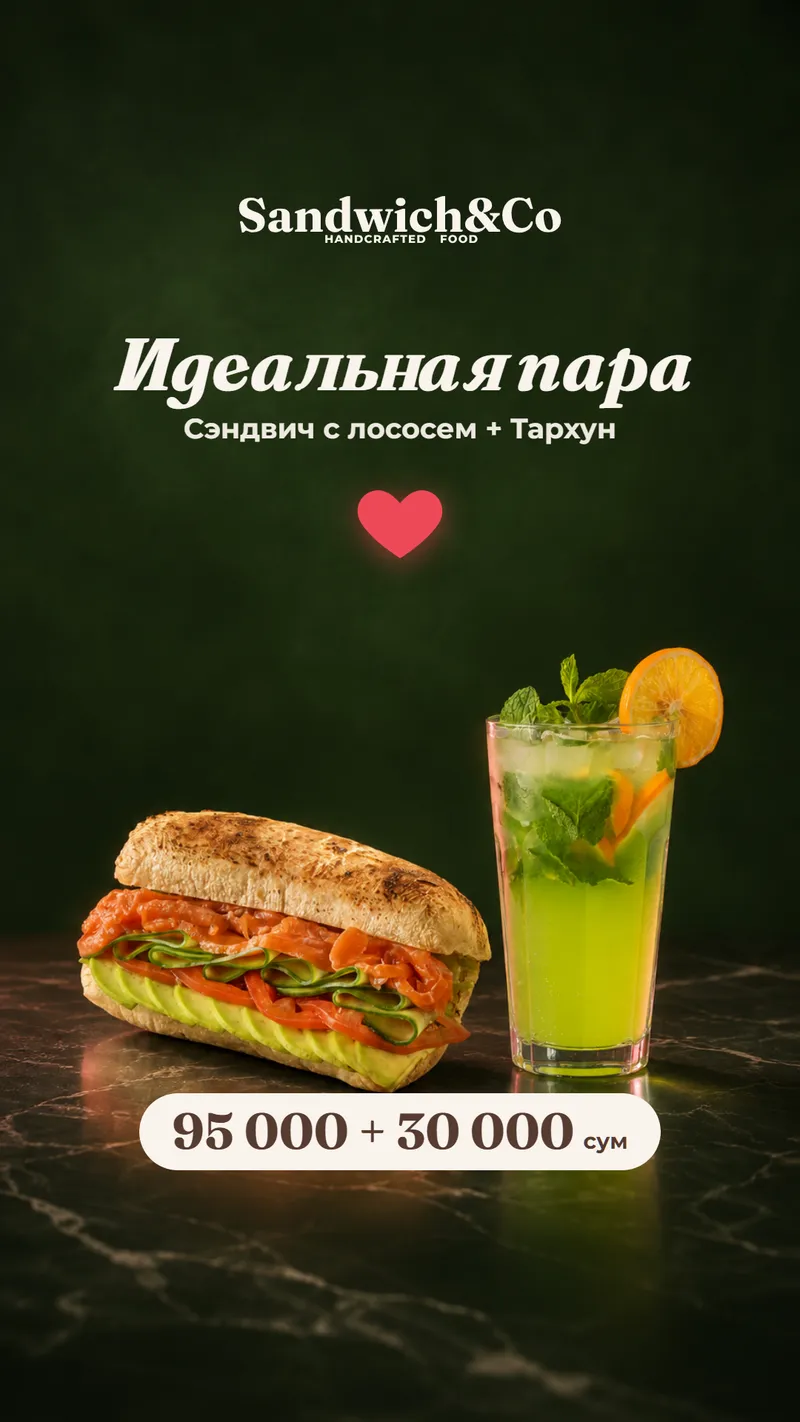 Sandwich&Co
HANDCRAFTED FOOD
Идеальная пара
Сэндвич с лососем + Тархун
95 000 + 30 000 сум